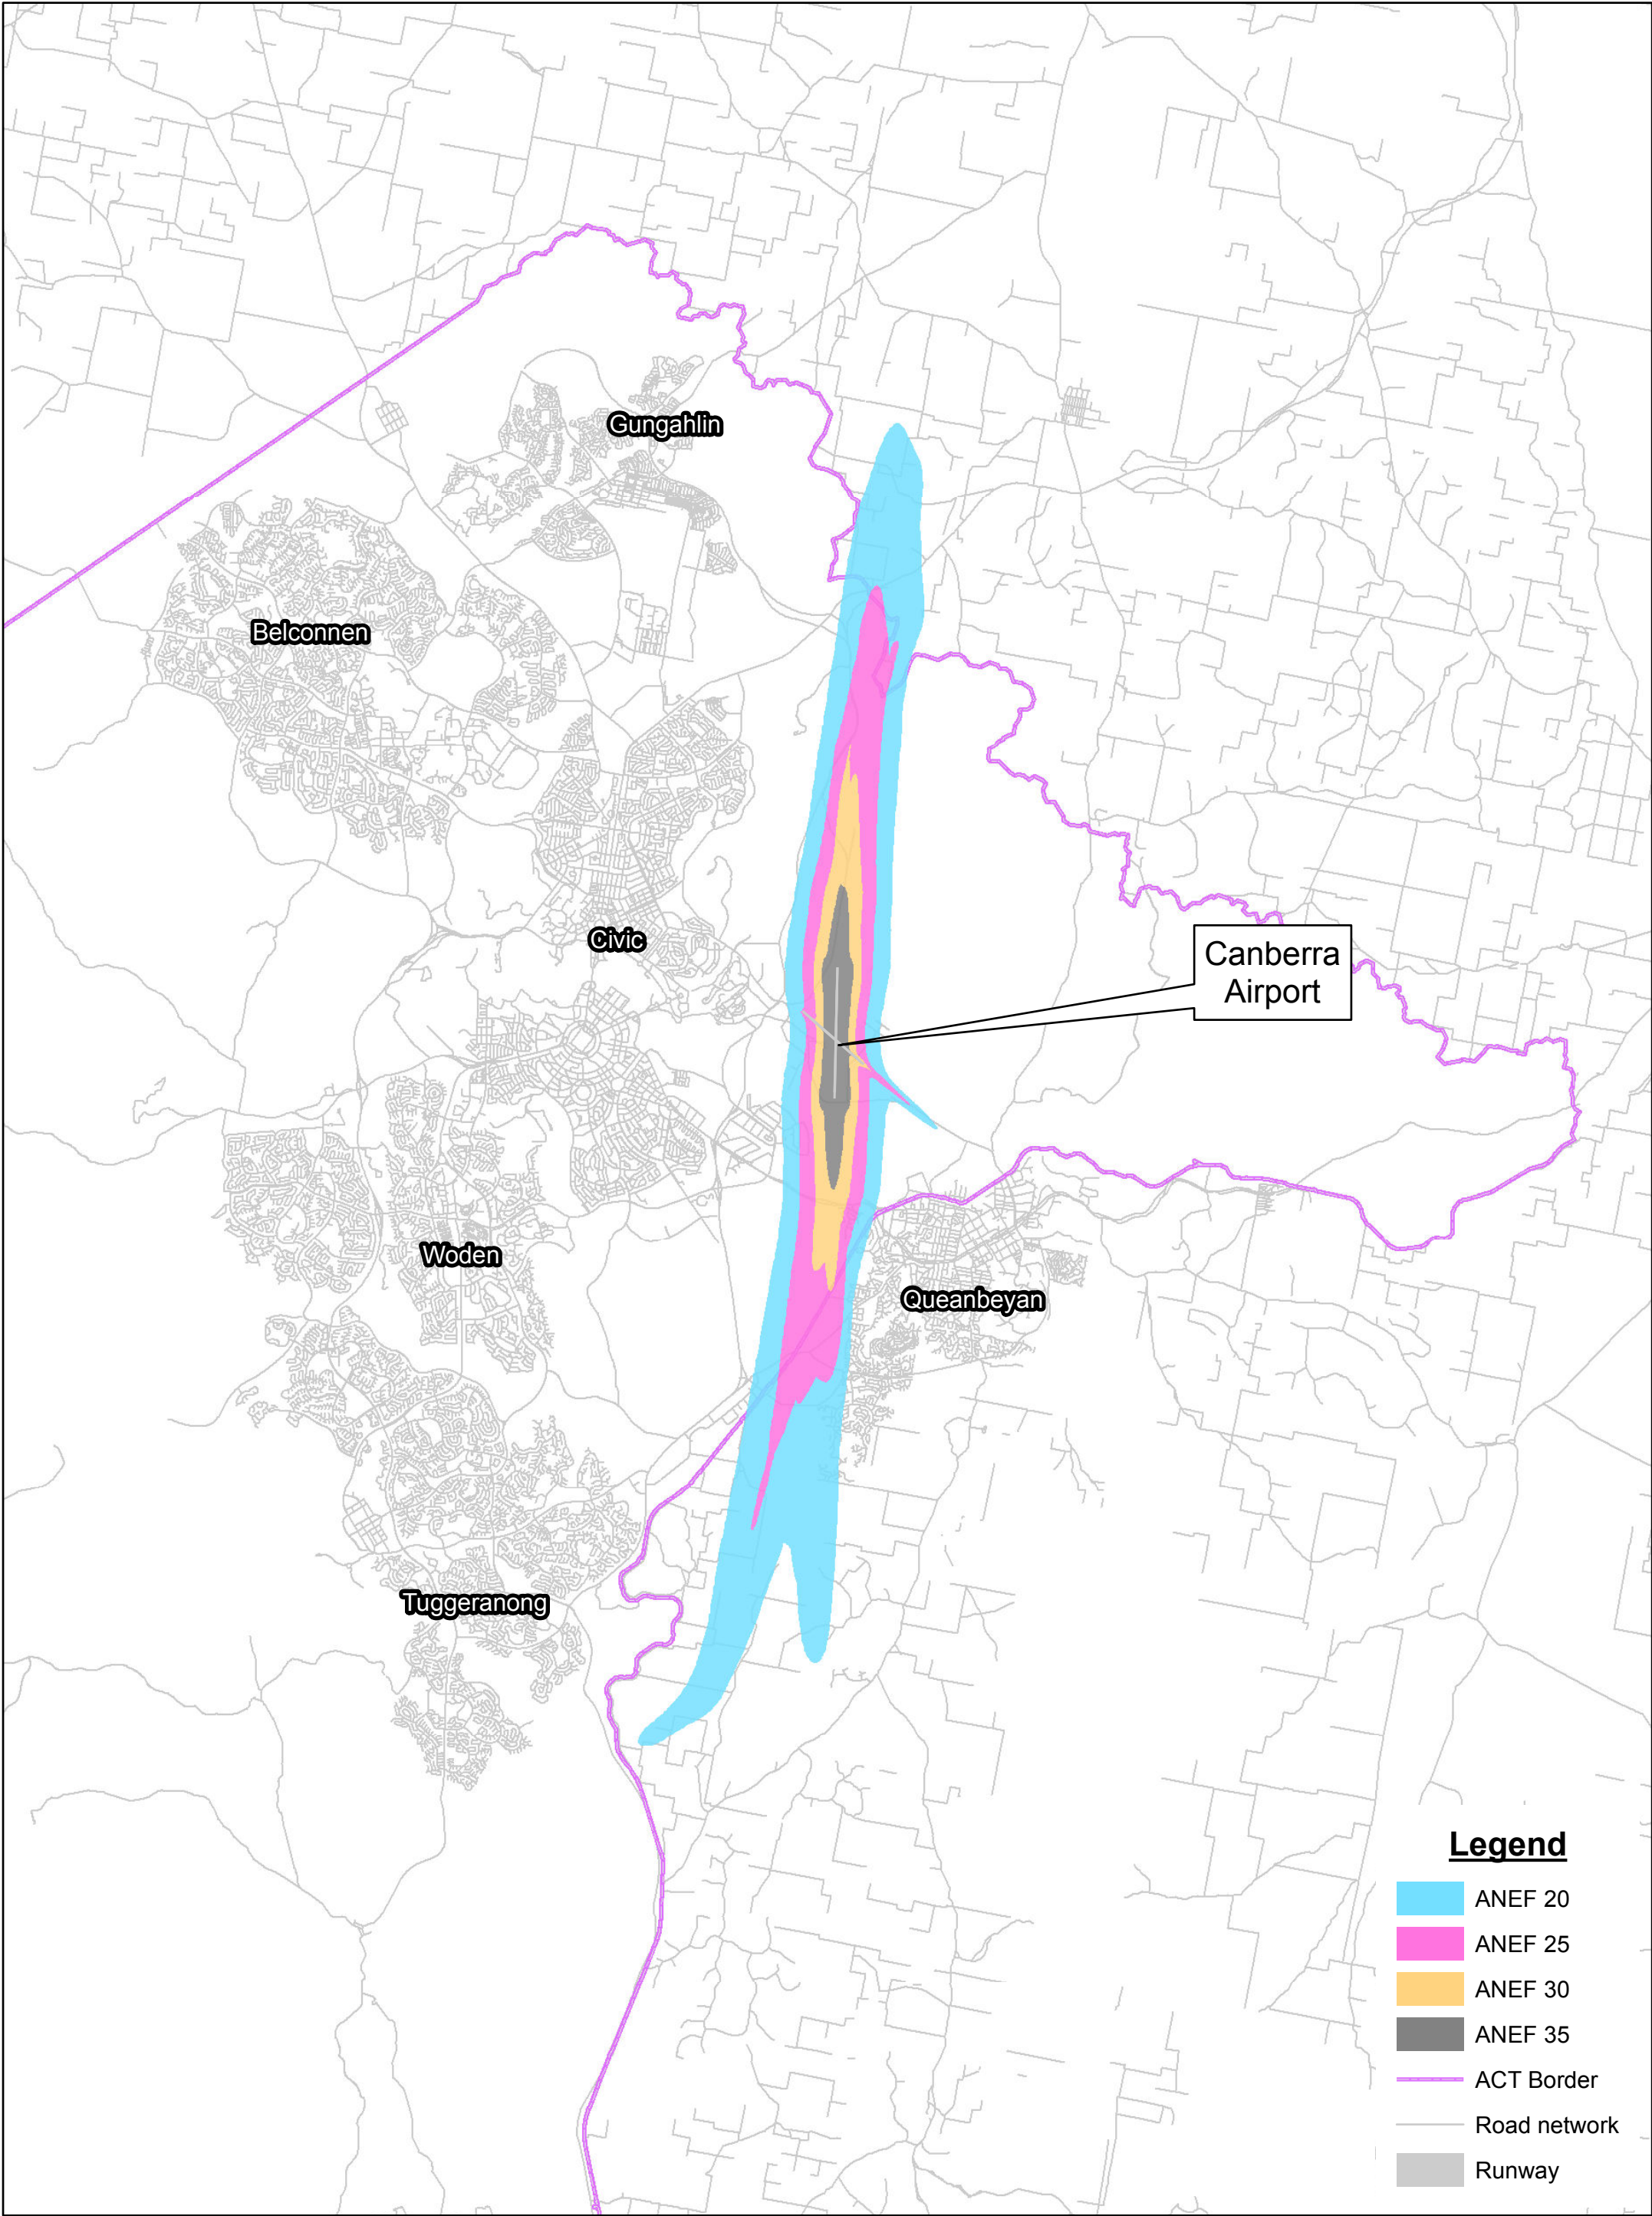 Gungahlin
Belconnen
Civic
Canberra
Airport
Woden
Queanbeyan
Tuggeranong
Legend
ANEF 20
ANEF 25
ANEF 30
ANEF 35
ACT Border
Road network
Runway